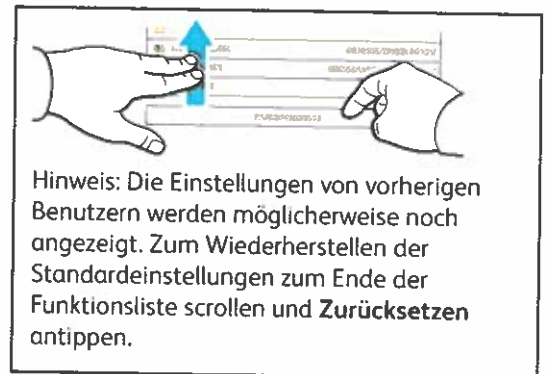 Hinweis: Die Einstellungen von vorherigen
Benutzern werden möglicherweise noch
angezeigt. Zum Wiederherstellen der
Standardeinstellungen zum Ende der
Funktionsliste scrollen und Zurücksetzen
antippen.